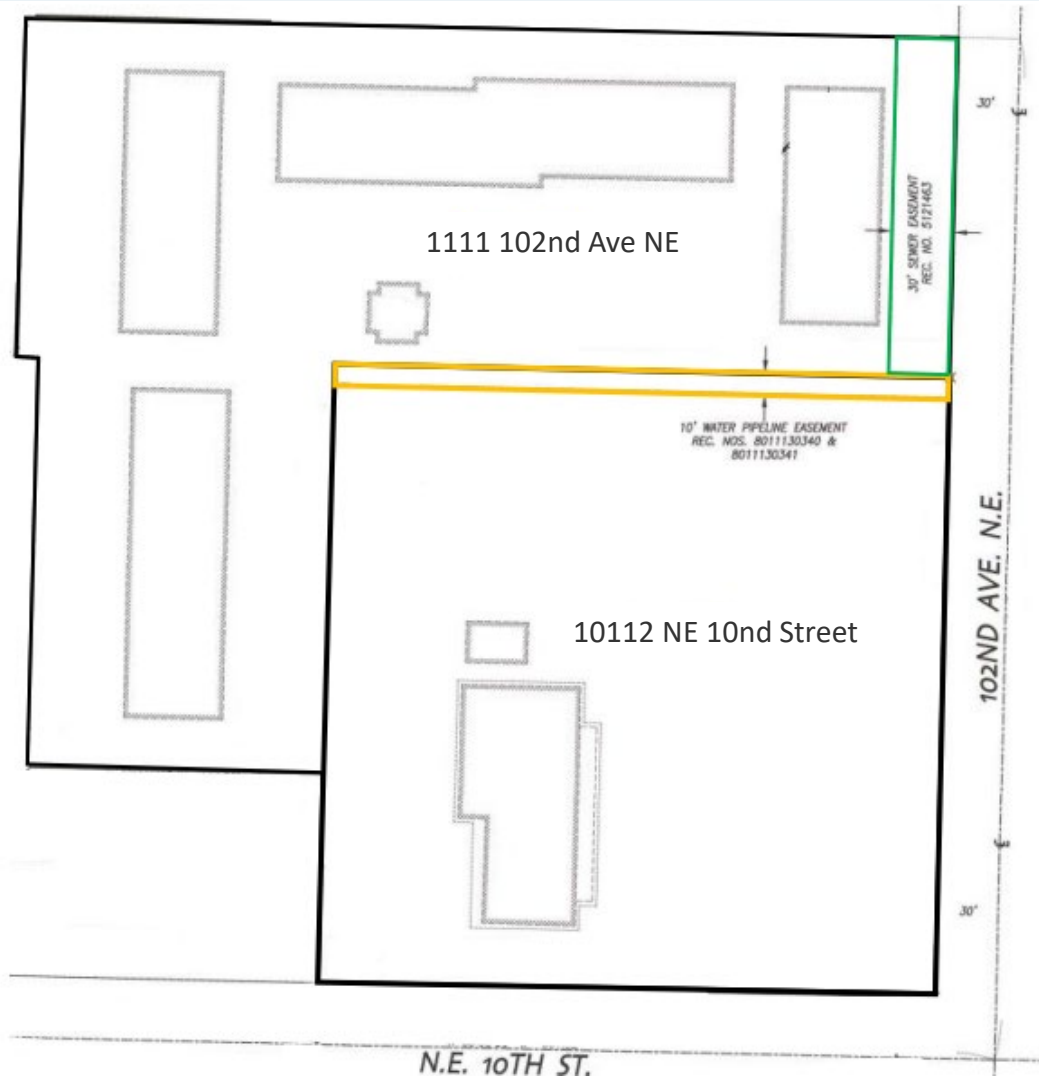 30'
30' SEWER EASEMENT
REC. NO. 5121463
1111 102nd Ave NE
10' WATER PIPELINE EASEMENT
REC. NOS. 8011130340 &
8011130341
102ND AVE. N.E.
10112 NE 10nd Street
30'
N.E. 10TH ST.